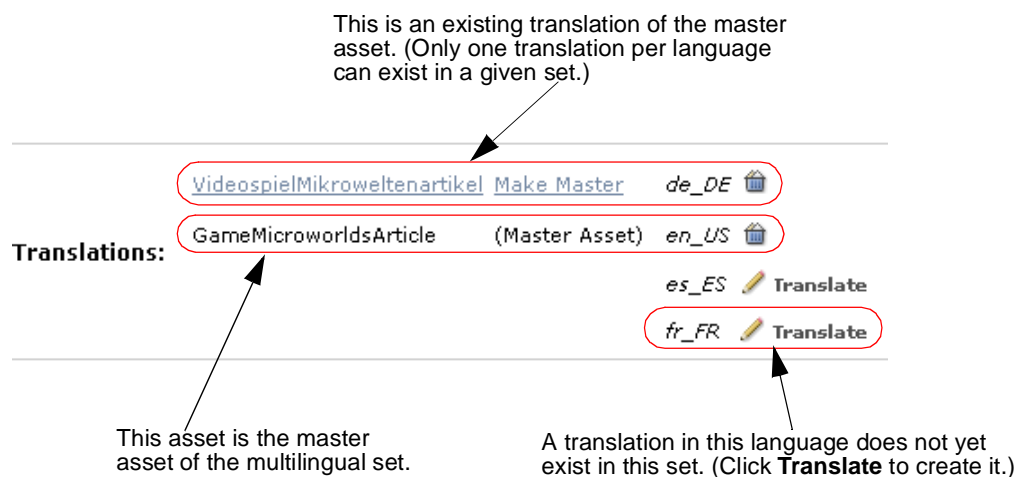 This is an existing translation of the master
asset. (Only one translation per language
can exist in a given set.)
Translations:
VideospielMikroweltenartikel Make Master de_DE
GameMicroworldsArticle (Master Asset) en_US
es_ES Translate
fr_FR Translate
This asset is the master
asset of the multilingual set.
A translation in this language does not yet
exist in this set. (Click Translate to create it.)